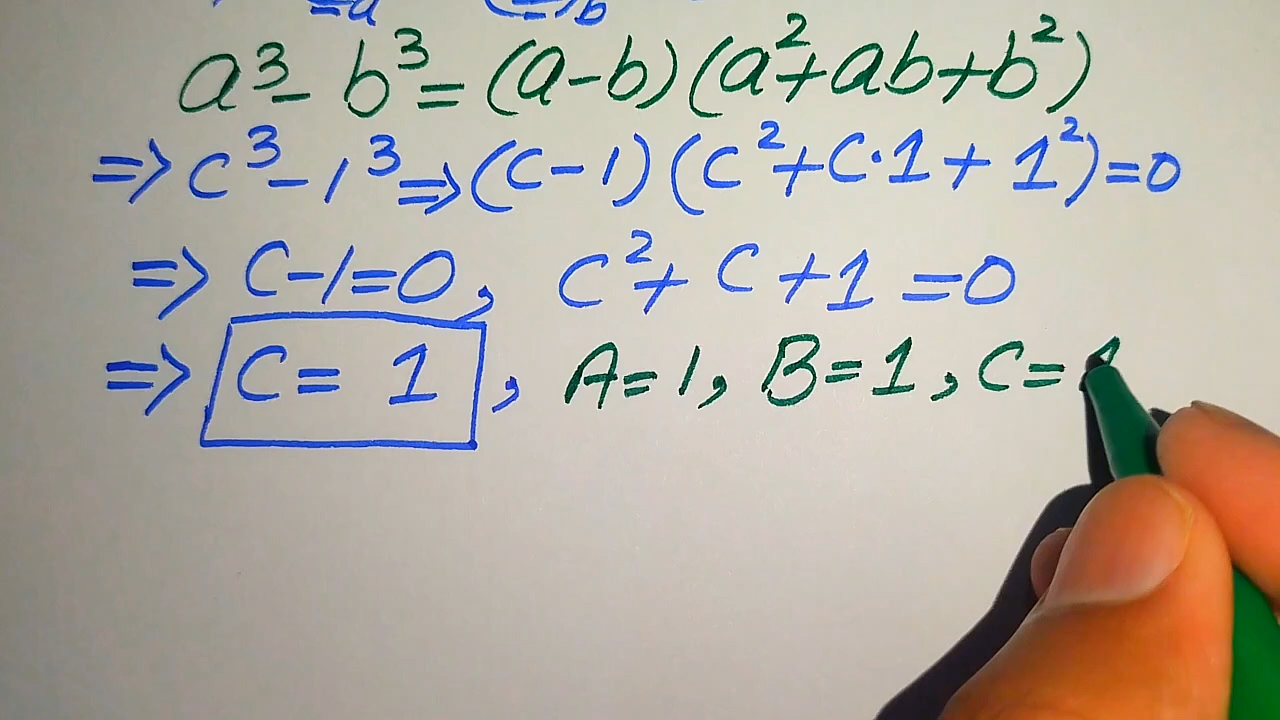 =a (=)b
a³ - b³ = (a-b)(a²+ab+b²)
=> c³ - 1³ => (c-1)(c²+c·1+1²)=0
=> c-1=0, c²+c+1=0
=> c = 1, A=1, B=1, C=1